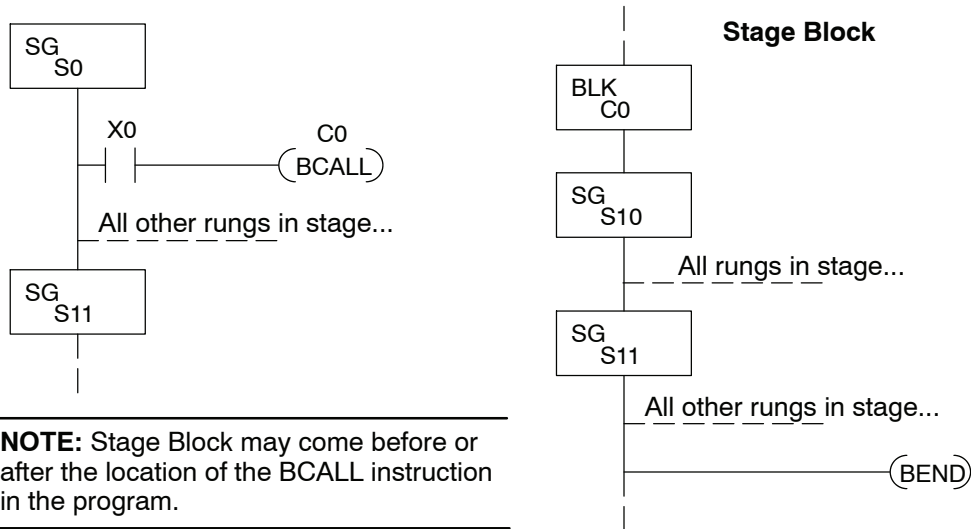 SG
S0
X0
C0
BCALL
All other rungs in stage...
SG
S11
NOTE: Stage Block may come before or
after the location of the BCALL instruction
in the program.
Stage Block
BLK
C0
SG
S10
All rungs in stage...
SG
S11
All other rungs in stage...
BEND